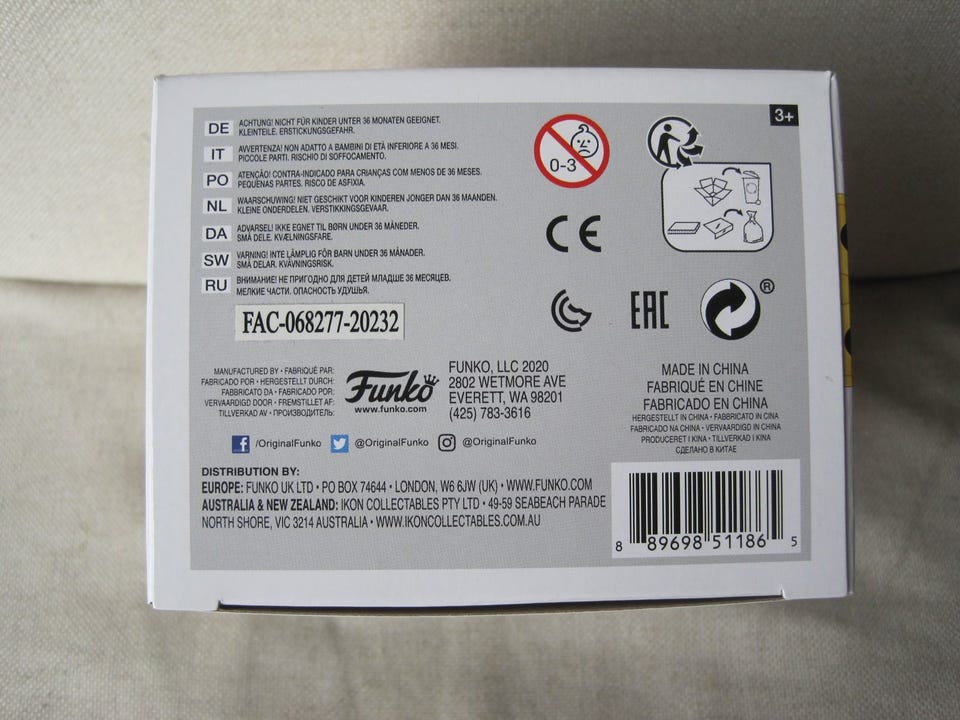 DE ACHTUNG! NICHT FÜR KINDER UNTER 36 MONATEN GEEIGNET.
KLEINTEILE. ERSTICKUNGSGEFAHR.
IT AVVERTENZA! NON ADATTO A BAMBINI DI ETÀ INFERIORE A 36 MESI.
PICCOLE PARTI. RISCHIO DI SOFFOCAMENTO.
PO ATENÇÃO! CONTRA-INDICADO PARA CRIANÇAS COM MENOS DE 36 MESES.
PEQUENAS PARTES. RISCO DE ASFIXIA.
NL WAARSCHUWING! NIET GESCHIKT VOOR KINDEREN JONGER DAN 36 MAANDEN.
KLEINE ONDERDELEN. VERSTIKKINGSGEVAAR.
DA ADVARSEL! IKKE EGNET TIL BØRN UNDER 36 MÅNEDER.
SMÅ DELE. KVÆLNINGSFARE.
SW VARNING! INTE LÄMPLIG FÖR BARN UNDER 36 MÅNADER.
SMÅ DELAR. KVÄVNINGSRISK.
RU ВНИМАНИЕ! НЕ ПРИГОДНО ДЛЯ ДЕТЕЙ МЛАДШЕ 36 МЕСЯЦЕВ.
МЕЛКИЕ ЧАСТИ. ОПАСНОСТЬ УДУШЬЯ.
FAC-068277-20232
0-3
3+
CE
EAC
®
MANUFACTURED BY • FABRIQUÉ PAR:
FABRICADO POR • HERGESTELLT DURCH:
FABBRICATO DA • FABRICADO POR:
VERVAARDIGD DOOR • FREMSTILLET AF:
TILLVERKAD AV • ПРОИЗВОДИТЕЛЬ:
Funko
www.funko.com
FUNKO, LLC 2020
2802 WETMORE AVE
EVERETT, WA 98201
(425) 783-3616
MADE IN CHINA
FABRIQUÉ EN CHINE
FABRICADO EN CHINA
HERGESTELLT IN CHINA • FABBRICATO IN CINA
FABRICADO NA CHINA • VERVAARDIGD IN CHINA
PRODUCERET I KINA • TILLVERKAD I KINA
СДЕЛАНО В КИТАЕ
f /OriginalFunko @OriginalFunko @OriginalFunko
DISTRIBUTION BY:
EUROPE: FUNKO UK LTD • PO BOX 74644 • LONDON, W6 6JW (UK) • WWW.FUNKO.COM
AUSTRALIA & NEW ZEALAND: IKON COLLECTABLES PTY LTD • 49-59 SEABEACH PARADE
NORTH SHORE, VIC 3214 AUSTRALIA • WWW.IKONCOLLECTABLES.COM.AU
8 89698 51186 5